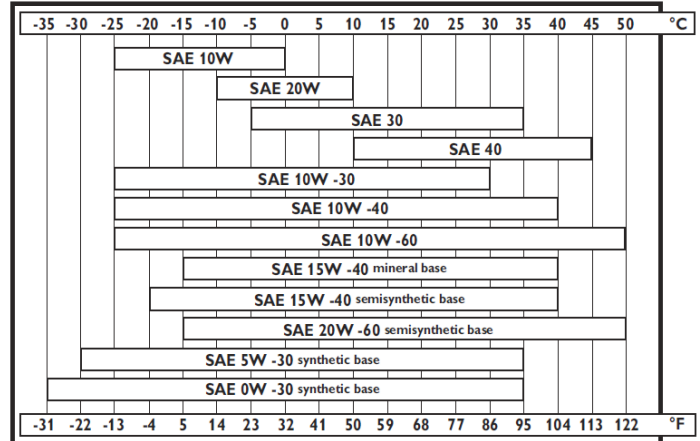 -35 -30 -25 -20 -15 -10 -5 0 5 10 15 20 25 30 35 40 45 50 °C
SAE 10W
SAE 20W
SAE 30
SAE 40
SAE 10W -30
SAE 10W -40
SAE 10W -60
SAE 15W -40 mineral base
SAE 15W -40 semisynthetic base
SAE 20W -60 semisynthetic base
SAE 5W -30 synthetic base
SAE 0W -30 synthetic base
-31 -22 -13 -4 5 14 23 32 41 50 59 68 77 86 95 104 113 122 °F